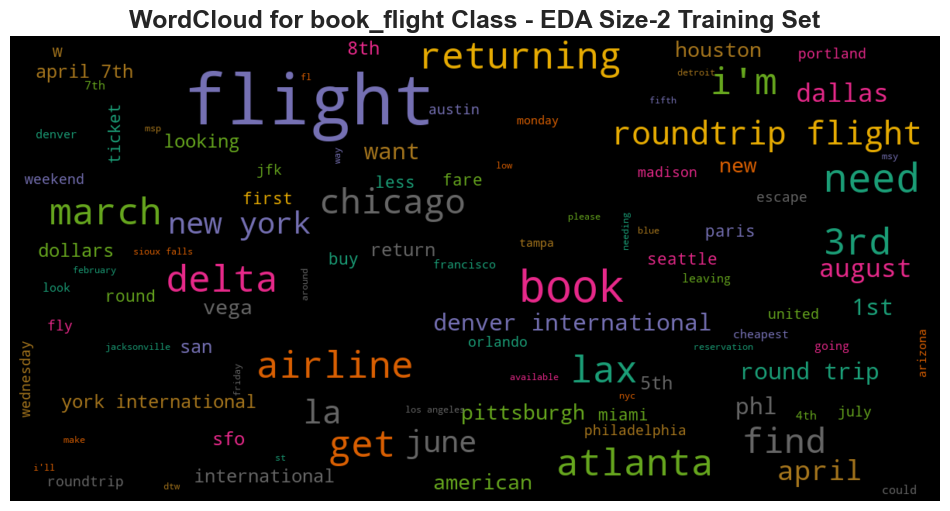 WordCloud for book_flight Class - EDA Size-2 Training Set
w
8th
returning
houston
portland
april 7th
7th
fl
flight
detroit
i'm
dallas
austin
fifth
monday
roundtrip flight
denver
msp
ticket
looking
way
want
low
new
msy
weekend
jfk
less
fare
madison
need
first
chicago
escape
march
new york
please
needing
blue
paris
3rd
dollars
sioux falls
return
tampa
buy
francisco
seattle
august
february
look
delta
around
book
leaving
round
vega
1st
united
fly
denver international
cheapest
orlando
jacksonville
san
reservation
going
arizona
wednesday
airline
friday
available
lax
5th
round trip
nyc
york international
la
los angeles
pittsburgh
miami
phl
4th
july
make
sfo
get
june
philadelphia
find
st
i'll
roundtrip
dtw
international
american
atlanta
april
could